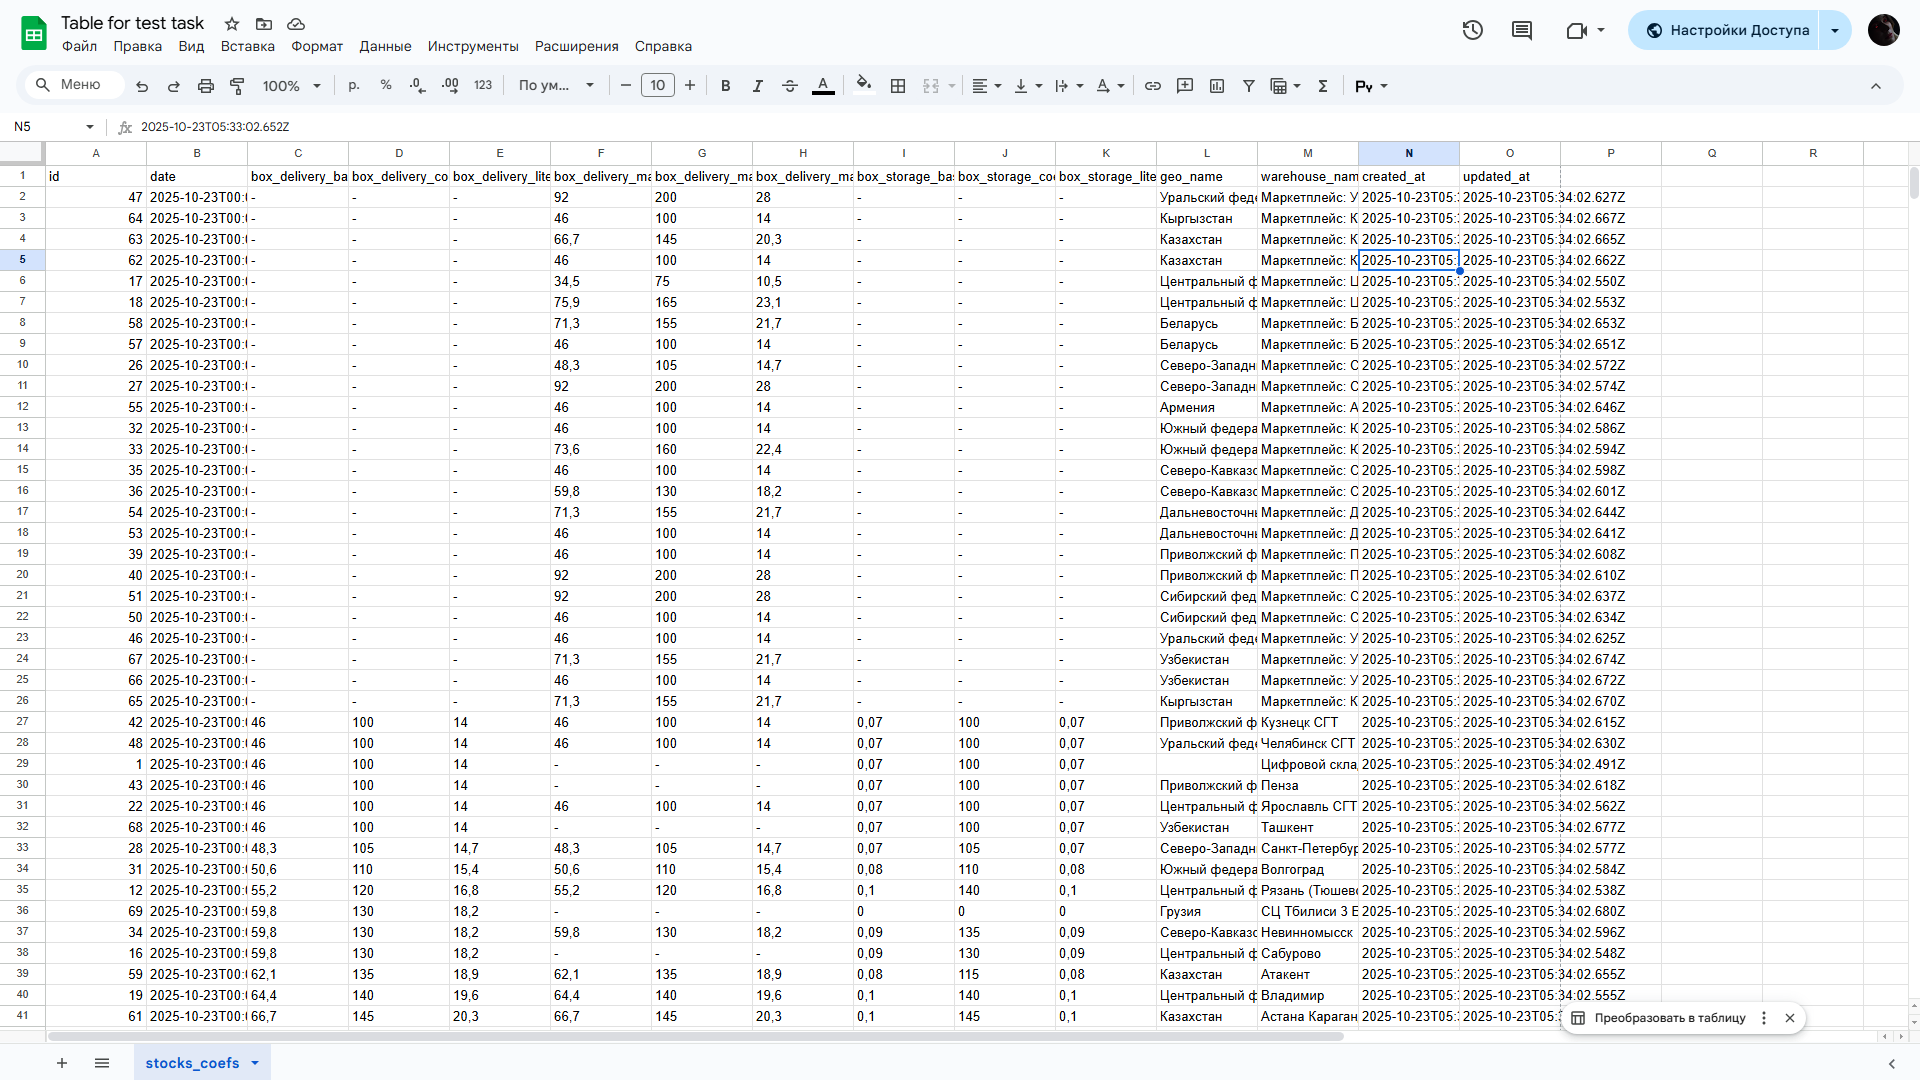 Table for test task
Файл Правка Вид Вставка Формат Данные Инструменты Расширения Справка
Настройки Доступа
Меню 100% р. % .0 .00 123 По ум... − 10 + B I A Σ Py
N5 fx 2025-10-23T05:33:02.652Z
A B C D E F G H I J K L M N O P Q R
1 id date box_delivery_ba box_delivery_co box_delivery_lite box_delivery_ma box_delivery_ma box_delivery_ma box_storage_bas box_storage_coe box_storage_lite geo_name warehouse_nam created_at updated_at
2 47 2025-10-23T00:0 - - - 92 200 28 - - - Уральский феде Маркетплейс: У 2025-10-23T05: 2025-10-23T05:34:02.627Z
3 64 2025-10-23T00:0 - - - 46 100 14 - - - Кыргызстан Маркетплейс: К 2025-10-23T05: 2025-10-23T05:34:02.667Z
4 63 2025-10-23T00:0 - - - 66,7 145 20,3 - - - Казахстан Маркетплейс: К 2025-10-23T05: 2025-10-23T05:34:02.665Z
5 62 2025-10-23T00:0 - - - 46 100 14 - - - Казахстан Маркетплейс: К 2025-10-23T05: 2025-10-23T05:34:02.662Z
6 17 2025-10-23T00:0 - - - 34,5 75 10,5 - - - Центральный ф Маркетплейс: Ц 2025-10-23T05: 2025-10-23T05:34:02.550Z
7 18 2025-10-23T00:0 - - - 75,9 165 23,1 - - - Центральный ф Маркетплейс: Ц 2025-10-23T05: 2025-10-23T05:34:02.553Z
8 58 2025-10-23T00:0 - - - 71,3 155 21,7 - - - Беларусь Маркетплейс: Б 2025-10-23T05: 2025-10-23T05:34:02.653Z
9 57 2025-10-23T00:0 - - - 46 100 14 - - - Беларусь Маркетплейс: Б 2025-10-23T05: 2025-10-23T05:34:02.651Z
10 26 2025-10-23T00:0 - - - 48,3 105 14,7 - - - Северо-Западн Маркетплейс: С 2025-10-23T05: 2025-10-23T05:34:02.572Z
11 27 2025-10-23T00:0 - - - 92 200 28 - - - Северо-Западн Маркетплейс: С 2025-10-23T05: 2025-10-23T05:34:02.574Z
12 55 2025-10-23T00:0 - - - 46 100 14 - - - Армения Маркетплейс: А 2025-10-23T05: 2025-10-23T05:34:02.646Z
13 32 2025-10-23T00:0 - - - 46 100 14 - - - Южный федера Маркетплейс: Ю 2025-10-23T05: 2025-10-23T05:34:02.586Z
14 33 2025-10-23T00:0 - - - 73,6 160 22,4 - - - Южный федера Маркетплейс: Ю 2025-10-23T05: 2025-10-23T05:34:02.594Z
15 35 2025-10-23T00:0 - - - 46 100 14 - - - Северо-Кавказс Маркетплейс: С 2025-10-23T05: 2025-10-23T05:34:02.598Z
16 36 2025-10-23T00:0 - - - 59,8 130 18,2 - - - Северо-Кавказс Маркетплейс: С 2025-10-23T05: 2025-10-23T05:34:02.601Z
17 54 2025-10-23T00:0 - - - 71,3 155 21,7 - - - Дальневосточны Маркетплейс: Д 2025-10-23T05: 2025-10-23T05:34:02.644Z
18 53 2025-10-23T00:0 - - - 46 100 14 - - - Дальневосточны Маркетплейс: Д 2025-10-23T05: 2025-10-23T05:34:02.641Z
19 39 2025-10-23T00:0 - - - 46 100 14 - - - Приволжский ф Маркетплейс: П 2025-10-23T05: 2025-10-23T05:34:02.608Z
20 40 2025-10-23T00:0 - - - 92 200 28 - - - Приволжский ф Маркетплейс: П 2025-10-23T05: 2025-10-23T05:34:02.610Z
21 51 2025-10-23T00:0 - - - 92 200 28 - - - Сибирский фед Маркетплейс: С 2025-10-23T05: 2025-10-23T05:34:02.637Z
22 50 2025-10-23T00:0 - - - 46 100 14 - - - Сибирский фед Маркетплейс: С 2025-10-23T05: 2025-10-23T05:34:02.634Z
23 46 2025-10-23T00:0 - - - 46 100 14 - - - Уральский феде Маркетплейс: У 2025-10-23T05: 2025-10-23T05:34:02.625Z
24 67 2025-10-23T00:0 - - - 71,3 155 21,7 - - - Узбекистан Маркетплейс: У 2025-10-23T05: 2025-10-23T05:34:02.674Z
25 66 2025-10-23T00:0 - - - 46 100 14 - - - Узбекистан Маркетплейс: У 2025-10-23T05: 2025-10-23T05:34:02.672Z
26 65 2025-10-23T00:0 - - - 71,3 155 21,7 - - - Кыргызстан Маркетплейс: К 2025-10-23T05: 2025-10-23T05:34:02.670Z
27 42 2025-10-23T00:0 46 100 14 46 100 14 0,07 100 0,07 Приволжский ф Кузнецк СГТ 2025-10-23T05: 2025-10-23T05:34:02.615Z
28 48 2025-10-23T00:0 46 100 14 46 100 14 0,07 100 0,07 Уральский феде Челябинск СГТ 2025-10-23T05: 2025-10-23T05:34:02.630Z
29 1 2025-10-23T00:0 46 100 14 - - - 0,07 100 0,07 Цифровой скла 2025-10-23T05: 2025-10-23T05:34:02.491Z
30 43 2025-10-23T00:0 46 100 14 - - - 0,07 100 0,07 Приволжский ф Пенза 2025-10-23T05: 2025-10-23T05:34:02.618Z
31 22 2025-10-23T00:0 46 100 14 46 100 14 0,07 100 0,07 Центральный ф Ярославль СГТ 2025-10-23T05: 2025-10-23T05:34:02.562Z
32 68 2025-10-23T00:0 46 100 14 - - - 0,07 100 0,07 Узбекистан Ташкент 2025-10-23T05: 2025-10-23T05:34:02.677Z
33 28 2025-10-23T00:0 48,3 105 14,7 48,3 105 14,7 0,07 105 0,07 Северо-Западн Санкт-Петербур 2025-10-23T05: 2025-10-23T05:34:02.577Z
34 31 2025-10-23T00:0 50,6 110 15,4 50,6 110 15,4 0,08 110 0,08 Южный федера Волгоград 2025-10-23T05: 2025-10-23T05:34:02.584Z
35 12 2025-10-23T00:0 55,2 120 16,8 55,2 120 16,8 0,1 140 0,1 Центральный ф Рязань (Тюшевс 2025-10-23T05: 2025-10-23T05:34:02.538Z
36 69 2025-10-23T00:0 59,8 130 18,2 - - - 0 0 0 Грузия СЦ Тбилиси 3 Е 2025-10-23T05: 2025-10-23T05:34:02.680Z
37 34 2025-10-23T00:0 59,8 130 18,2 59,8 130 18,2 0,09 135 0,09 Северо-Кавказс Невинномысск 2025-10-23T05: 2025-10-23T05:34:02.596Z
38 16 2025-10-23T00:0 59,8 130 18,2 - - - 0,09 130 0,09 Центральный ф Сабурово 2025-10-23T05: 2025-10-23T05:34:02.548Z
39 59 2025-10-23T00:0 62,1 135 18,9 62,1 135 18,9 0,08 115 0,08 Казахстан Атакент 2025-10-23T05: 2025-10-23T05:34:02.655Z
40 19 2025-10-23T00:0 64,4 140 19,6 64,4 140 19,6 0,1 140 0,1 Центральный ф Владимир 2025-10-23T05: 2025-10-23T05:34:02.555Z
41 61 2025-10-23T00:0 66,7 145 20,3 66,7 145 20,3 0,1 145 0,1 Казахстан Астана Караган 2025-10-23T05: 2025-10-23T05:
Преобразовать в таблицу
stocks_coefs